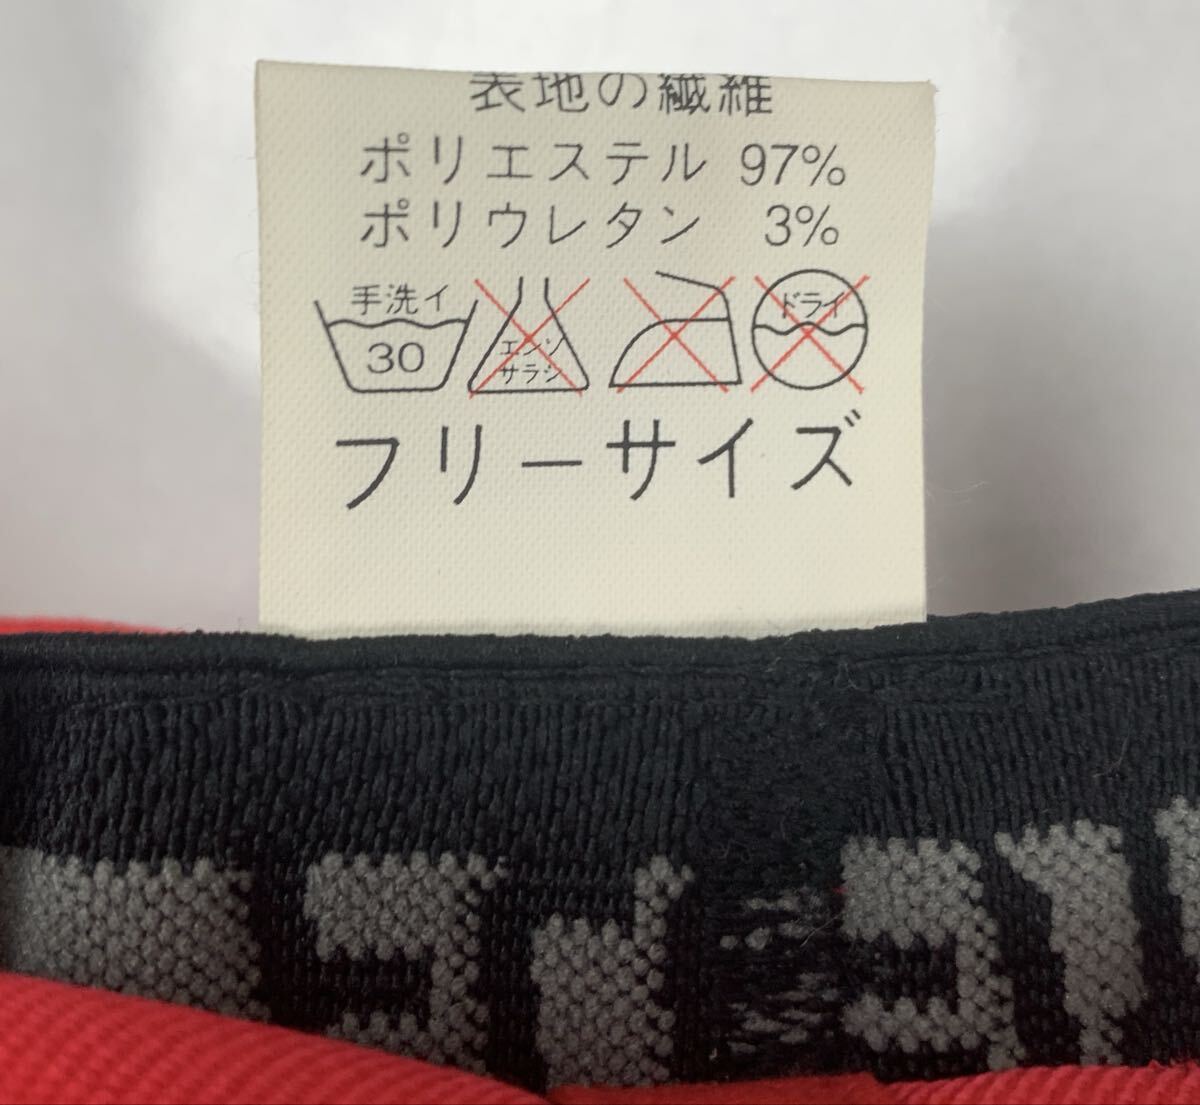 表地の繊維
ポリエステル 97%
ポリウレタン 3%
手洗イ
30
エンソ
サラシ
ドライ
フリーサイズ